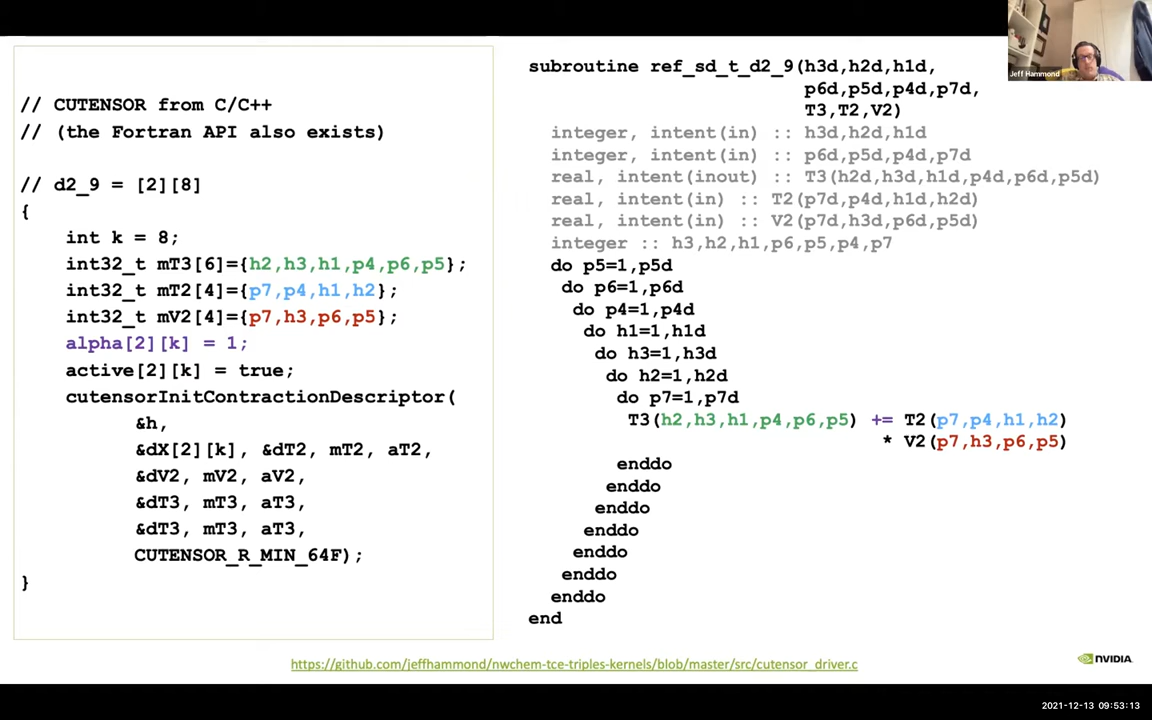 // CUTENSOR from C/C++
// (the Fortran API also exists)
// d2_9 = [2][8]
{
int k = 8;
int32_t mT3[6]={h2,h3,h1,p4,p6,p5};
int32_t mT2[4]={p7,p4,h1,h2};
int32_t mV2[4]={p7,h3,p6,p5};
alpha[2][k] = 1;
active[2][k] = true;
cutensorInitContractionDescriptor(
&h,
&dX[2][k], &dT2, mT2, aT2,
&dV2, mV2, aV2,
&dT3, mT3, aT3,
&dT3, mT3, aT3,
CUTENSOR_R_MIN_64F);
}
subroutine ref_sd_t_d2_9(h3d,h2d,h1d,
p6d,p5d,p4d,p7d,
T3,T2,V2)
integer, intent(in) :: h3d,h2d,h1d
integer, intent(in) :: p6d,p5d,p4d,p7d
real, intent(inout) :: T3(h2d,h3d,h1d,p4d,p6d,p5d)
real, intent(in) :: T2(p7d,p4d,h1d,h2d)
real, intent(in) :: V2(p7d,h3d,p6d,p5d)
integer :: h3,h2,h1,p6,p5,p4,p7
do p5=1,p5d
do p6=1,p6d
do p4=1,p4d
do h1=1,h1d
do h3=1,h3d
do h2=1,h2d
do p7=1,p7d
T3(h2,h3,h1,p4,p6,p5) += T2(p7,p4,h1,h2)
* V2(p7,h3,p6,p5)
enddo
enddo
enddo
enddo
enddo
enddo
enddo
end
https://github.com/jeffhammond/nwchem-tce-triples-kernels/blob/master/src/cutensor_driver.c
NVIDIA.
Jeff Hammond
2021-12-13 09:53:13